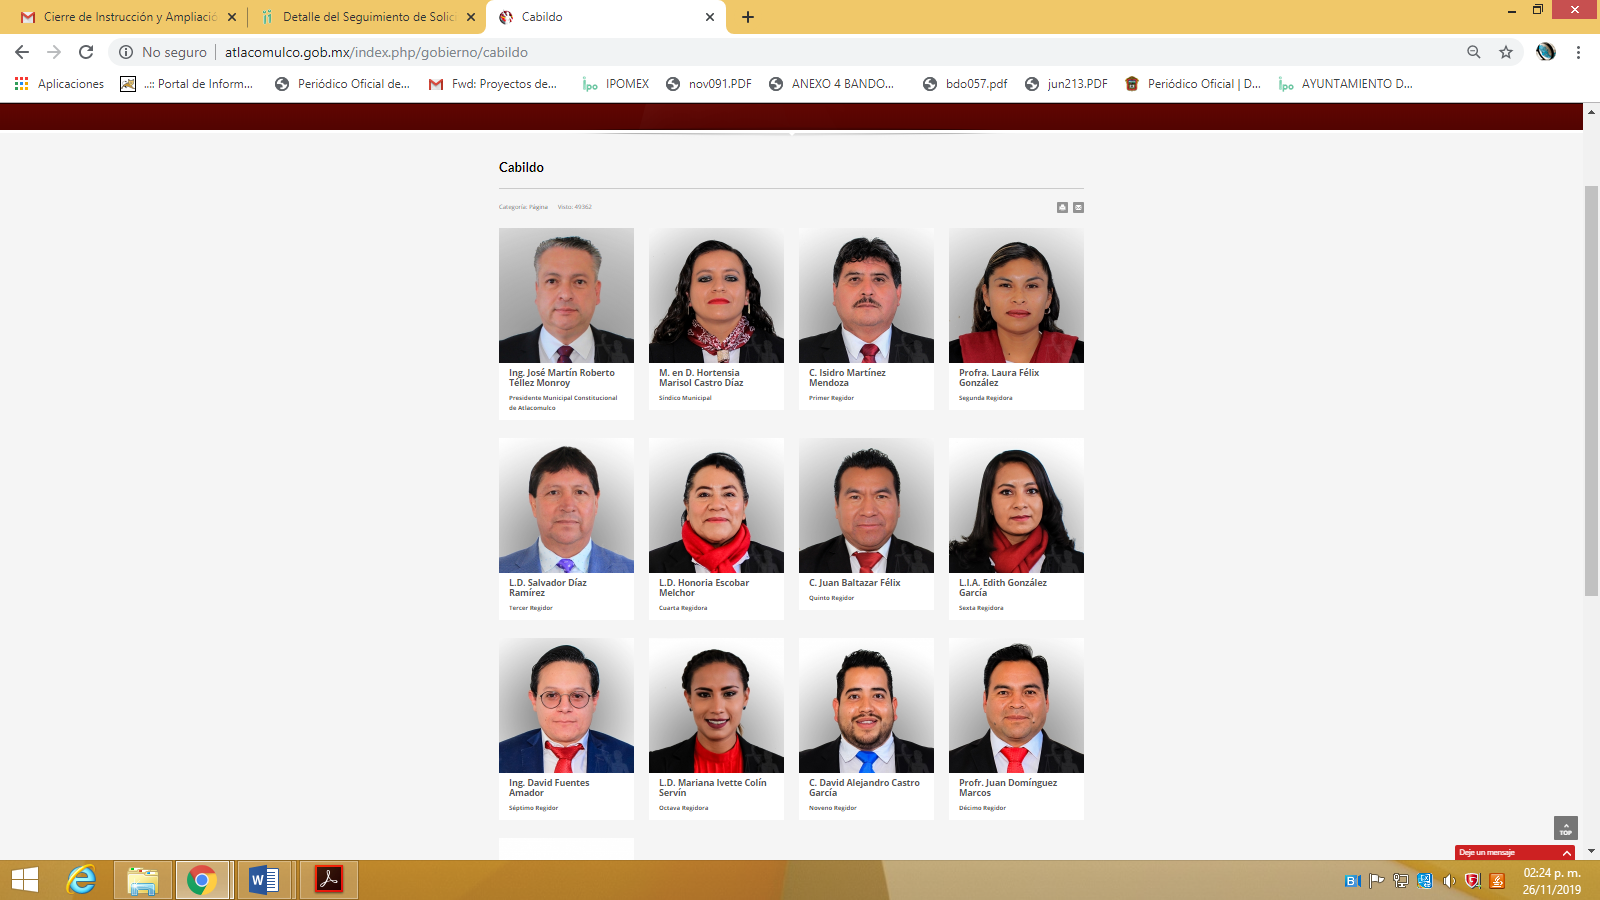 Cierre de Instrucción y Ampliació
Detalle del Seguimiento de Solici
Cabildo
No seguro
atlacomulco.gob.mx/index.php/gobierno/cabildo
Aplicaciones
..:: Portal de Inform...
Periódico Oficial de...
Fwd: Proyectos de...
IPOMEX
nov091.PDF
ANEXO 4 BANDO...
bdo057.pdf
jun213.PDF
Periódico Oficial | D...
AYUNTAMIENTO D...
Cabildo
Categoría: Página Visto: 49362
Ing. José Martín Roberto
Téllez Monroy
Presidente Municipal Constitucional
de Atlacomulco
M. en D. Hortensia
Marisol Castro Díaz
Síndico Municipal
C. Isidro Martínez
Mendoza
Primer Regidor
Profra. Laura Félix
González
Segunda Regidora
L.D. Salvador Díaz
Ramírez
Tercer Regidor
L.D. Honoria Escobar
Melchor
Cuarta Regidora
C. Juan Baltazar Félix
Quinto Regidor
L.I.A. Edith González
García
Sexta Regidora
Ing. David Fuentes
Amador
Séptimo Regidor
L.D. Mariana Ivette Colín
Servín
Octava Regidora
C. David Alejandro Castro
García
Noveno Regidor
Profr. Juan Domínguez
Marcos
Décimo Regidor
TOP
Deje un mensaje
02:24 p. m.
26/11/2019